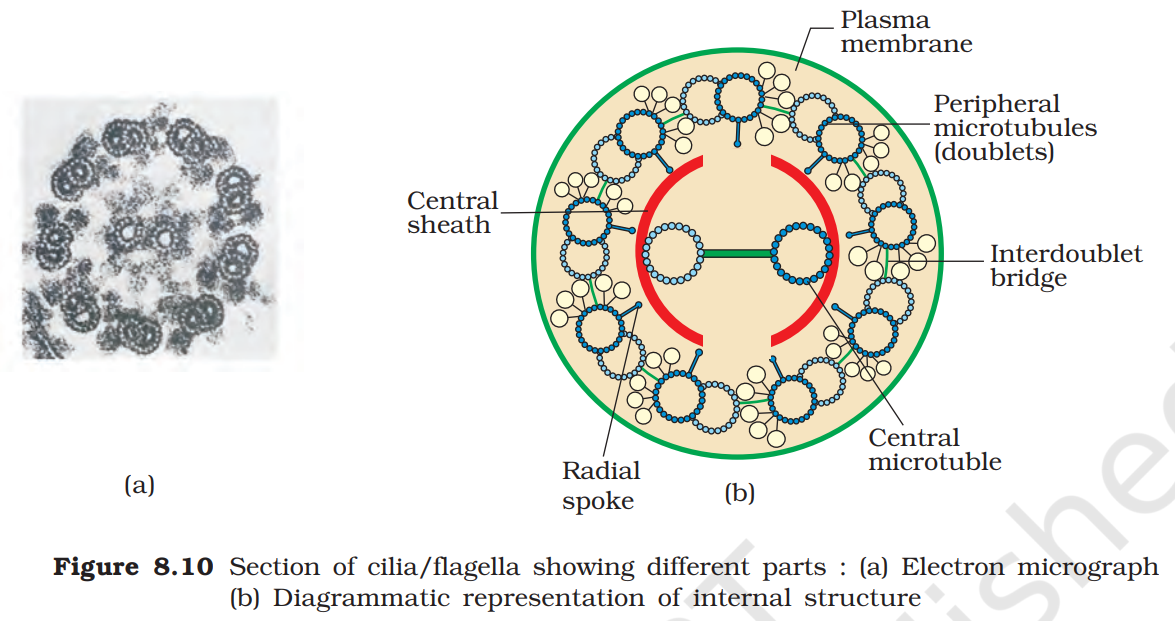 Plasma
membrane
Peripheral
microtubules
(doublets)
Central
sheath
Interdoublet
bridge
Central
microtuble
Radial
spoke
(a)
(b)
Figure 8.10 Section of cilia/flagella showing different parts : (a) Electron micrograph
(b) Diagrammatic representation of internal structure